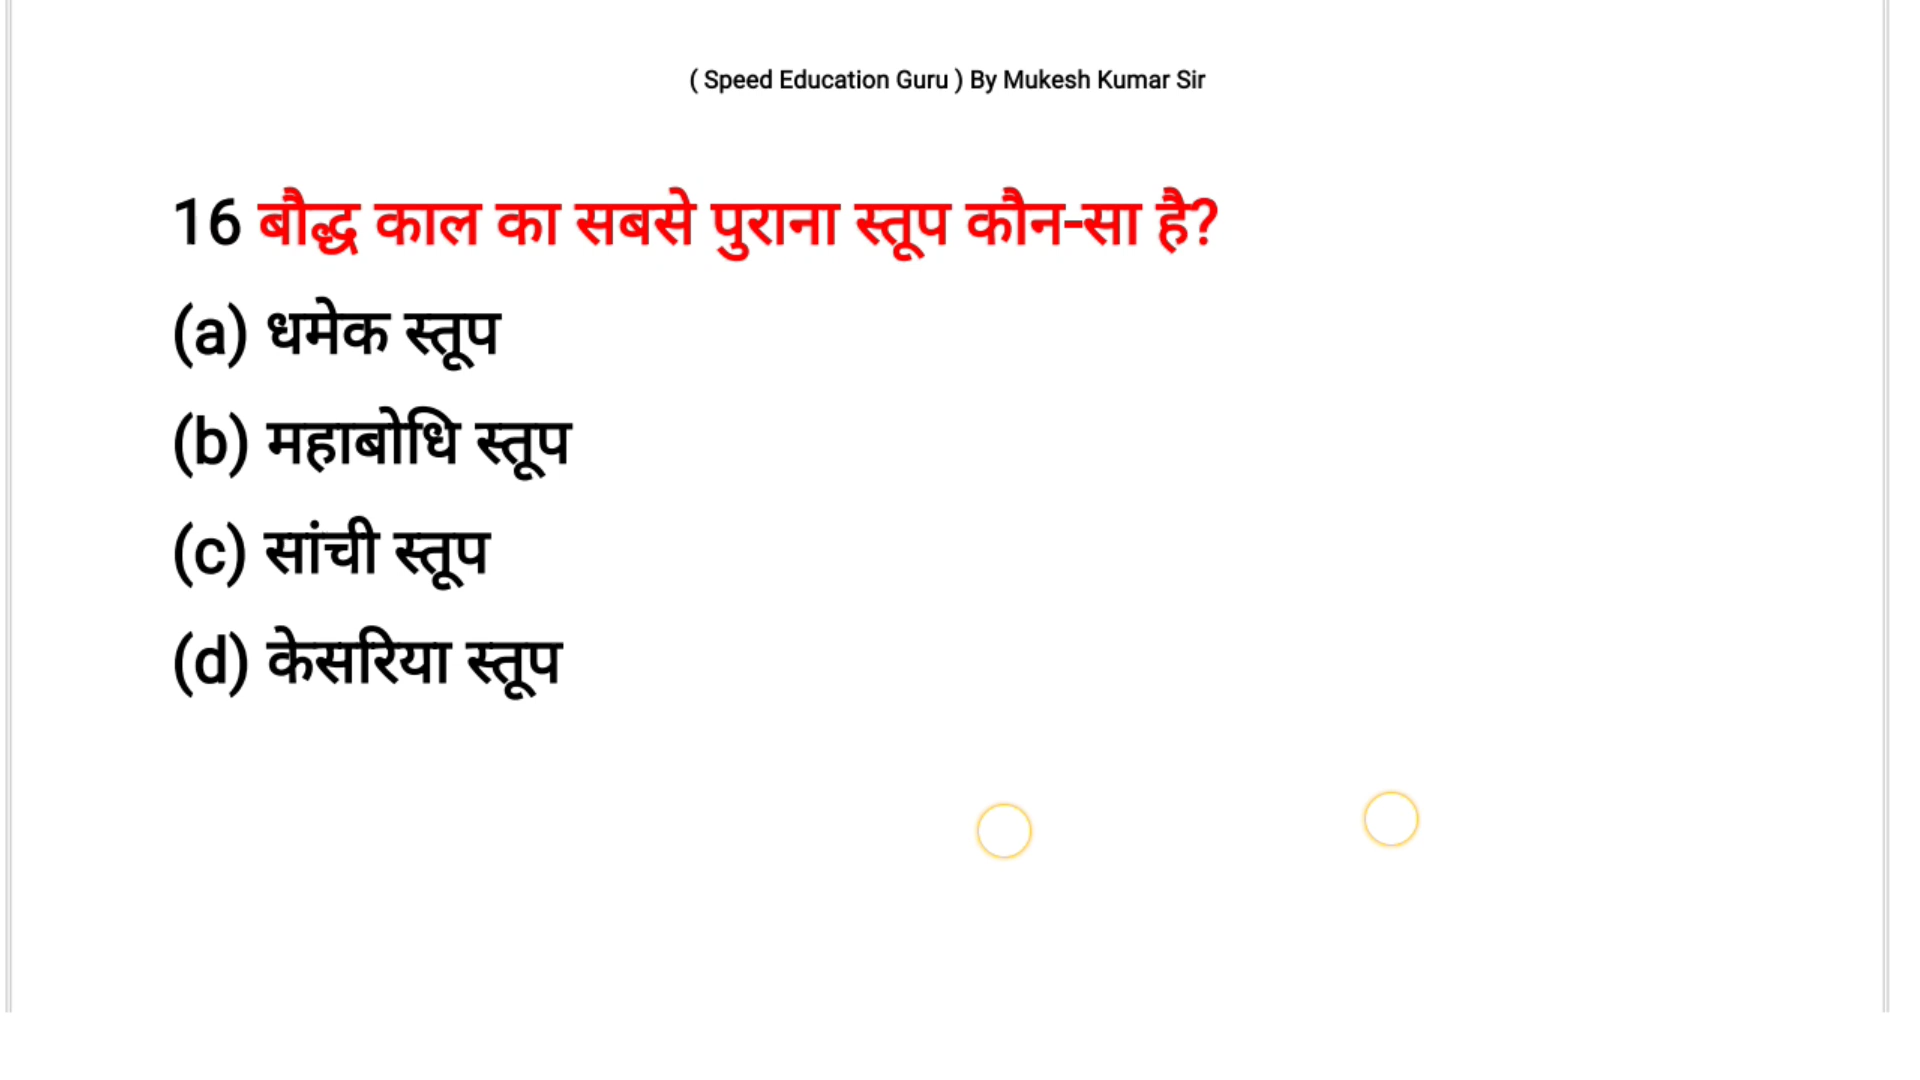 ( Speed Education Guru ) By Mukesh Kumar Sir
16 बौद्ध काल का सबसे पुराना स्तूप कौन-सा है?
(a) धमेक स्तूप
(b) महाबोधि स्तूप
(c) सांची स्तूप
(d) केसरिया स्तूप